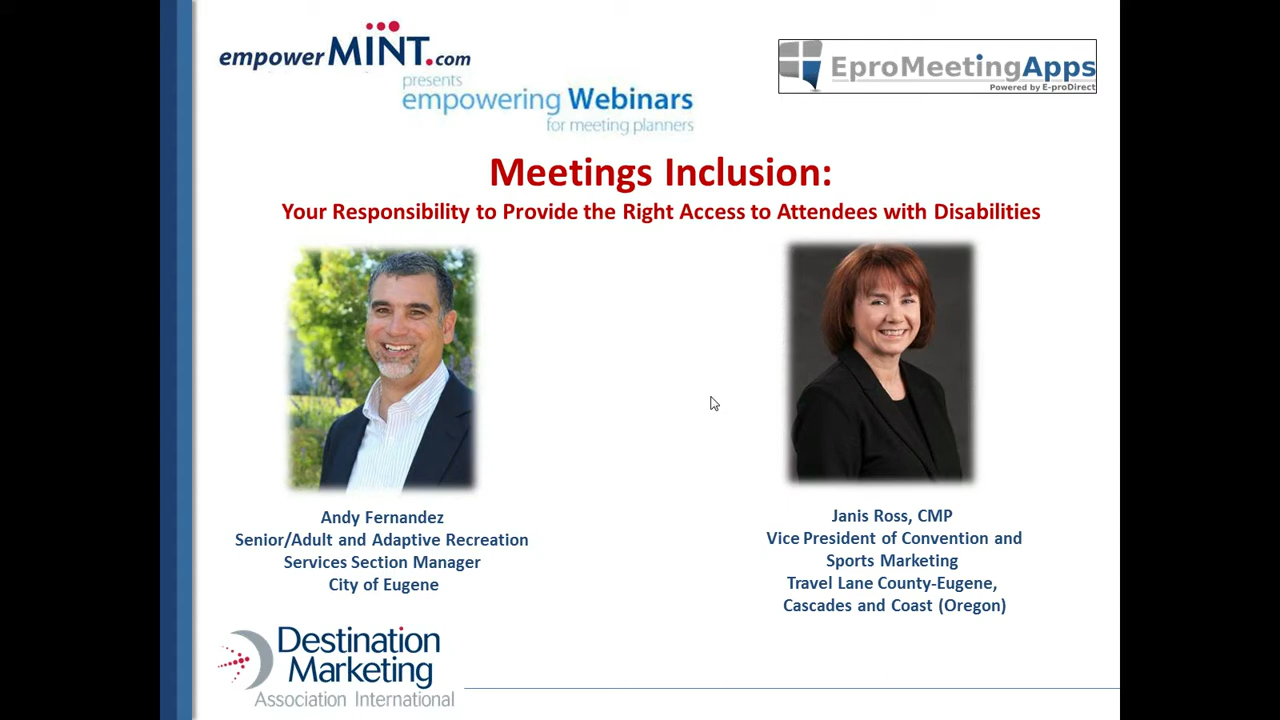 empowerMINT.com
presents
empowering Webinars
for meeting planners
EproMeetingApps
Powered by E-proDirect
Meetings Inclusion:
Your Responsibility to Provide the Right Access to Attendees with Disabilities
Andy Fernandez
Senior/Adult and Adaptive Recreation
Services Section Manager
City of Eugene
Janis Ross, CMP
Vice President of Convention and
Sports Marketing
Travel Lane County-Eugene,
Cascades and Coast (Oregon)
Destination
Marketing
Association International